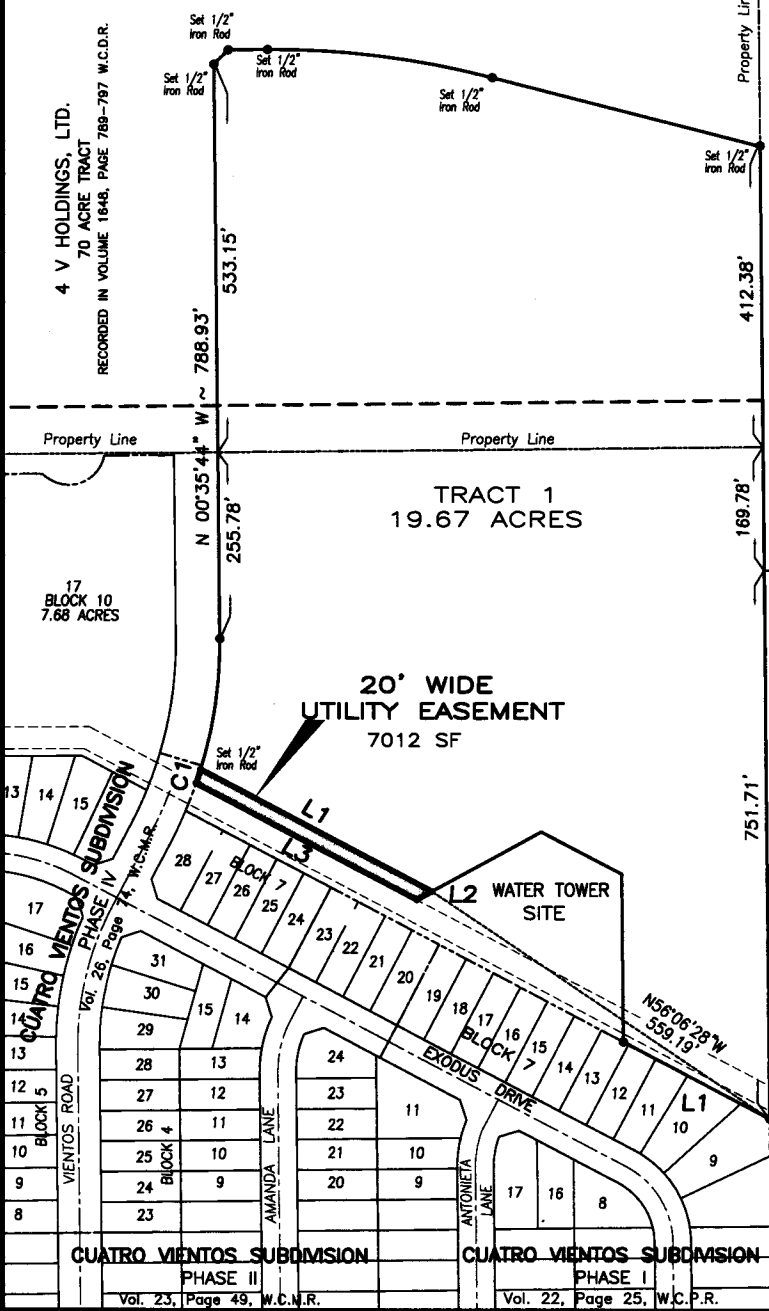 Set 1/2"
Iron Rod
Set 1/2"
Iron Rod
Set 1/2"
Iron Rod
Set 1/2"
Iron Rod
Set 1/2"
Iron Rod
Property Line
4 V HOLDINGS, LTD.
70 ACRE TRACT
RECORDED IN VOLUME 1648, PAGE 789-797 W.C.D.R.
533.15'
412.38'
N 00°35'44" W ~ 788.93'
Property Line
Property Line
255.78'
169.78'
TRACT 1
19.67 ACRES
17
BLOCK 10
7.68 ACRES
20' WIDE
UTILITY EASEMENT
7012 SF
Set 1/2"
Iron Rod
C1
L1
L3
L2
WATER TOWER
SITE
751.71'
N56°06'28"W
559.19'
L1
13
14
15
CUATRO VIENTOS SUBDIVISION
PHASE IV
Vol. 26, Page 74, W.C.M.R.
28
27
26
25
24
23
22
21
20
19
18
17
16
15
14
13
12
11
10
9
8
BLOCK 7
BLOCK 7
EXODUS DRIVE
17
16
15
14
13
12
11
10
9
8
BLOCK 5
VIENTOS ROAD
31
30
29
28
27
26
25
24
23
BLOCK 4
15
14
13
12
11
10
9
AMANDA LANE
24
23
22
21
20
11
10
9
ANTONIETA
LANE
17
16
CUATRO VIENTOS SUBDIVISION
PHASE II
Vol. 23, Page 49, W.C.M.R.
CUATRO VIENTOS SUBDIVISION
PHASE I
Vol. 22, Page 25, W.C.P.R.